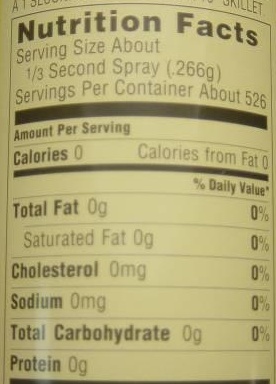 SKILLET
Nutrition Facts
Serving Size About
1/3 Second Spray (.266g)
Servings Per Container About 526
Amount Per Serving
Calories 0 Calories from Fat 0
% Daily Value*
Total Fat 0g 0%
Saturated Fat 0g 0%
Cholesterol 0mg 0%
Sodium 0mg 0%
Total Carbohydrate 0g 0%
Protein 0g